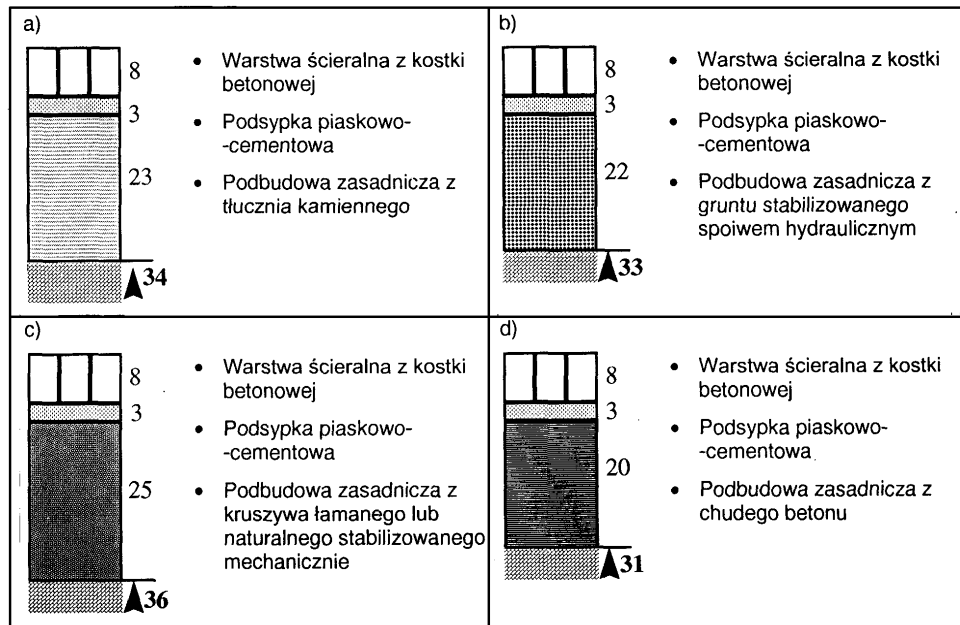 a)
8
3
23
34
• Warstwa ścieralna z kostki
betonowej
• Podsypka piaskowo-
-cementowa
• Podbudowa zasadnicza z
tłucznia kamiennego
b)
8
3
22
33
• Warstwa ścieralna z kostki
betonowej
• Podsypka piaskowo-
-cementowa
• Podbudowa zasadnicza z
gruntu stabilizowanego
spoiwem hydraulicznym
c)
8
3
25
36
• Warstwa ścieralna z kostki
betonowej
• Podsypka piaskowo-
-cementowa
• Podbudowa zasadnicza z
kruszywa łamanego lub
naturalnego stabilizowanego
mechanicznie
d)
8
3
20
31
• Warstwa ścieralna z kostki
betonowej
• Podsypka piaskowo-
-cementowa
• Podbudowa zasadnicza z
chudego betonu